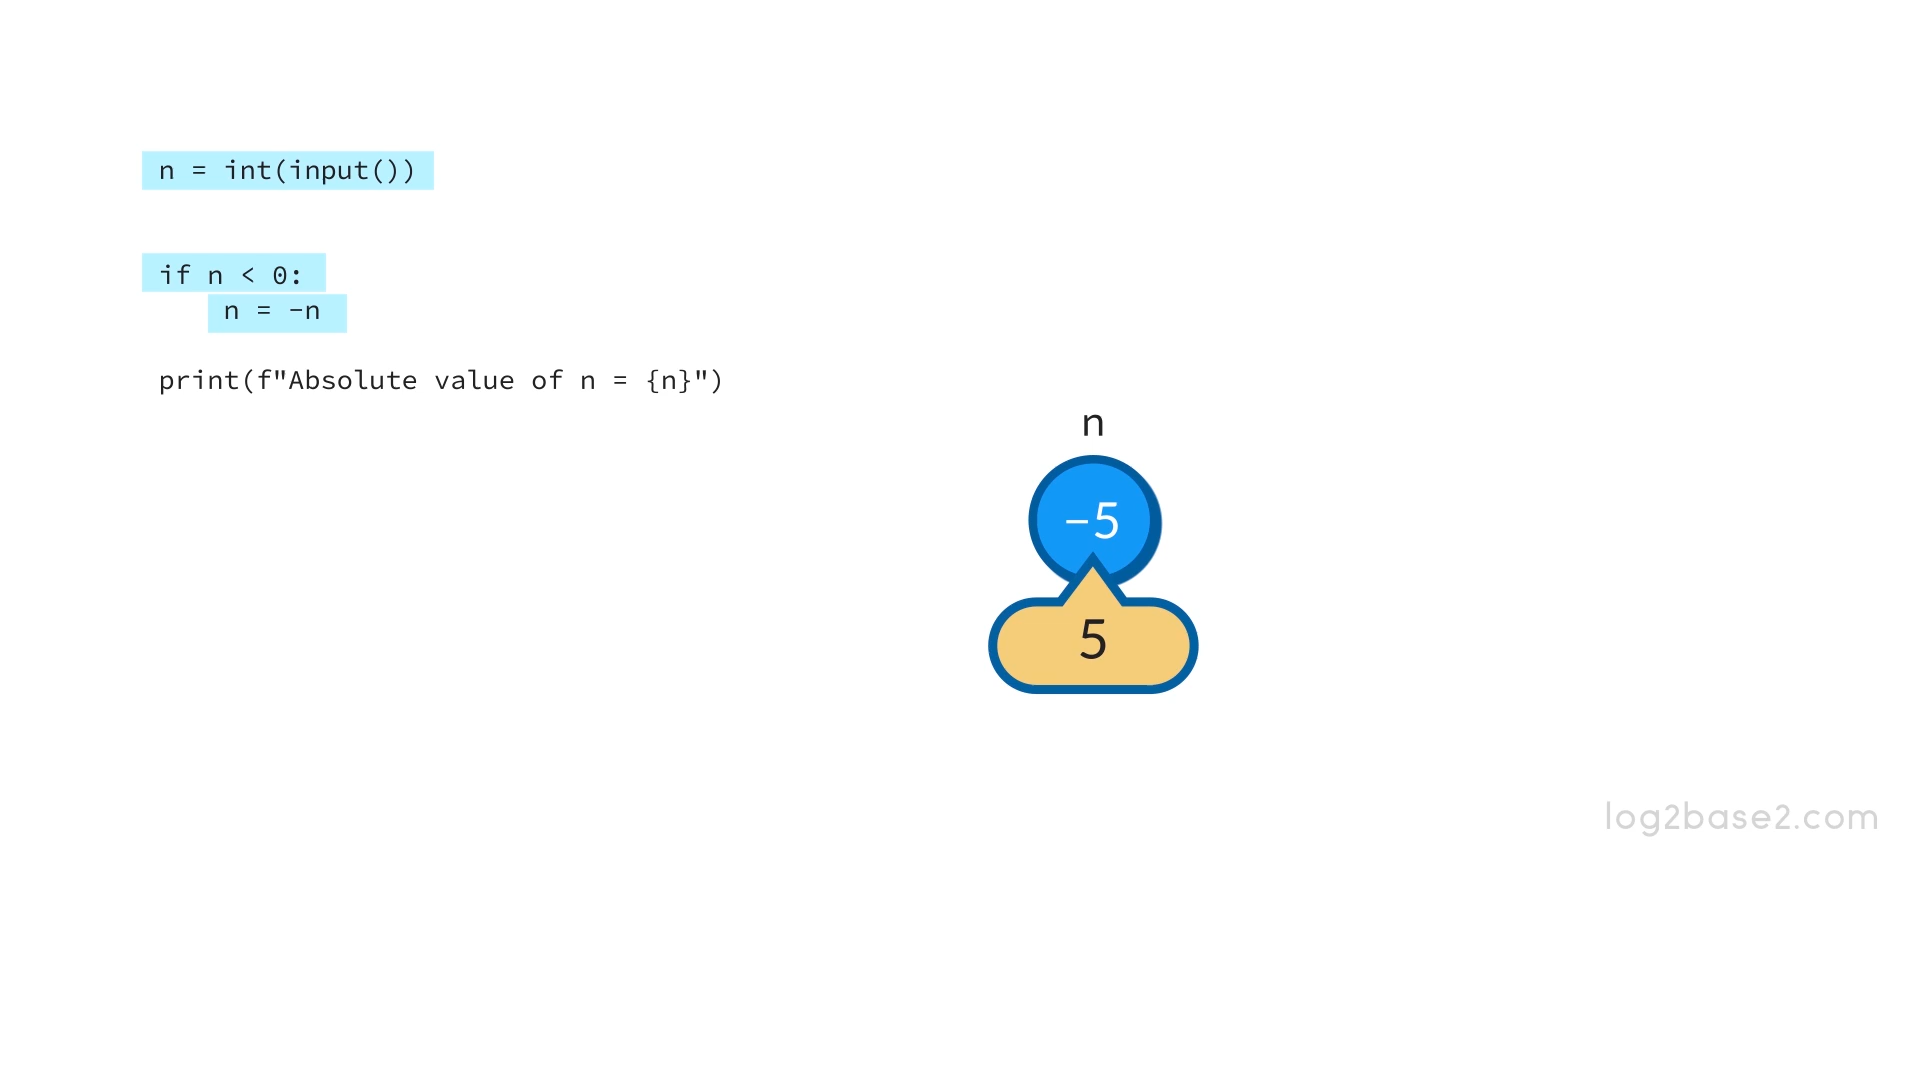 n = int(input())
if n < 0:
    n = -n
print(f"Absolute value of n = {n}")
n
-5
5
log2base2.com